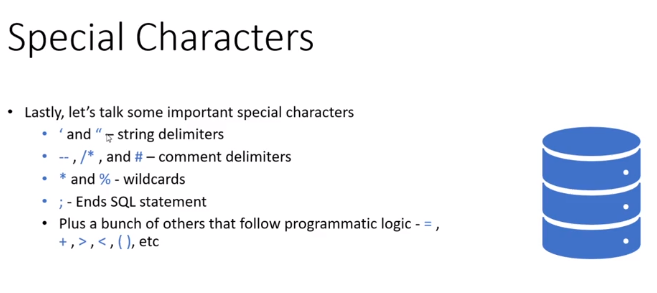 Special Characters
• Lastly, let's talk some important special characters
• ‘ and “ – string delimiters
• -- , /* , and # – comment delimiters
• * and % - wildcards
• ; - Ends SQL statement
• Plus a bunch of others that follow programmatic logic - = ,
+ , > , < , ( ), etc